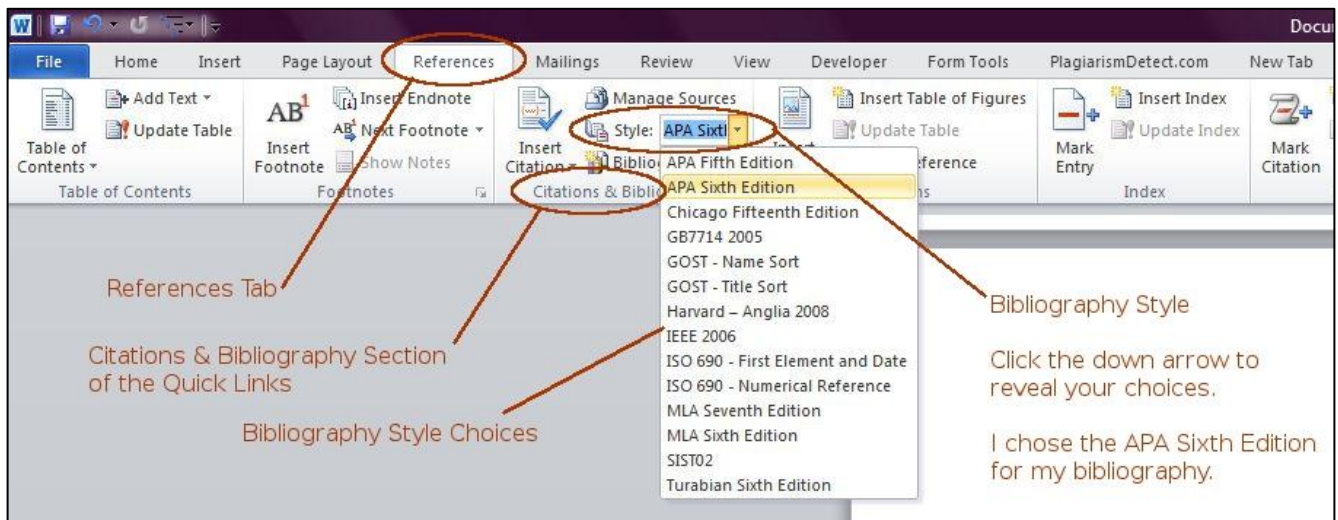 W
Docu
File Home Insert Page Layout References Mailings Review View Developer Form Tools PlagiarismDetect.com New Tab
Table of Contents
Add Text
Update Table
Table of Contents
AB1
Insert Footnote
Insert Endnote
AB1 Next Footnote
Show Notes
Footnotes
Insert Citation
Manage Sources
Style: APA Sixt
Biblio
Citations & Bibli
APA Fifth Edition
APA Sixth Edition
Chicago Fifteenth Edition
GB7714 2005
GOST - Name Sort
GOST - Title Sort
Harvard – Anglia 2008
IEEE 2006
ISO 690 - First Element and Date
ISO 690 - Numerical Reference
MLA Seventh Edition
MLA Sixth Edition
SIST02
Turabian Sixth Edition
Insert Table of Figures
Update Table
ference
ns
Mark Entry
Insert Index
Update Index
Index
Mark Citation
References Tab
Citations & Bibliography Section
of the Quick Links
Bibliography Style Choices
Bibliography Style
Click the down arrow to
reveal your choices.
I chose the APA Sixth Edition
for my bibliography.